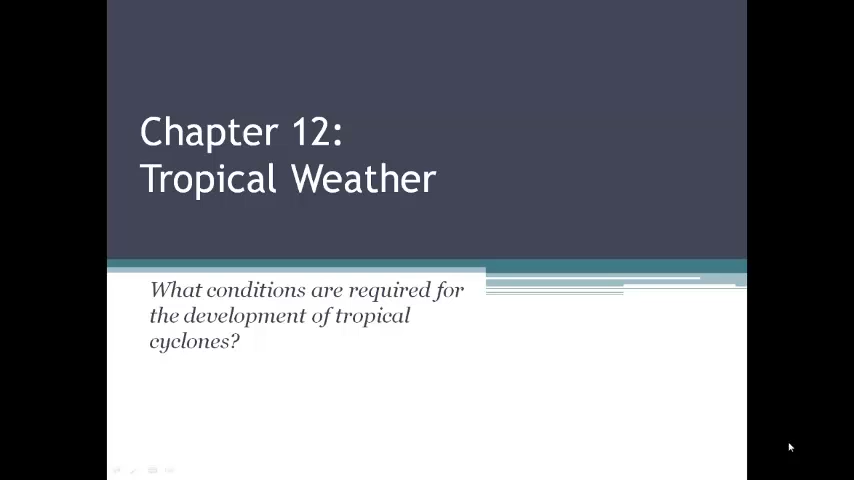 Chapter 12:
Tropical Weather
What conditions are required for
the development of tropical
cyclones?